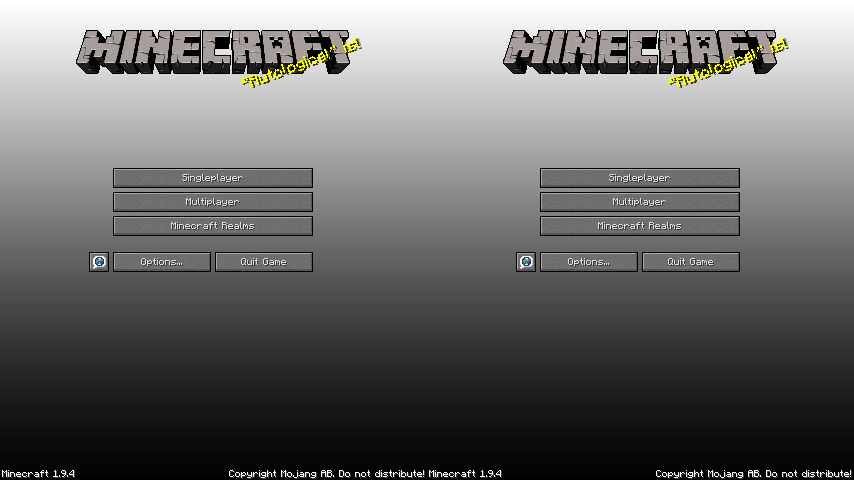 MINECRAFT MINECRAFT
"Autological" is! "Autological" is!
Singleplayer Singleplayer
Multiplayer Multiplayer
Minecraft Realms Minecraft Realms
Options... Quit Game Options... Quit Game
Minecraft 1.9.4 Copyright Mojang AB. Do not distribute! Minecraft 1.9.4 Copyright Mojang AB. Do not distribute!